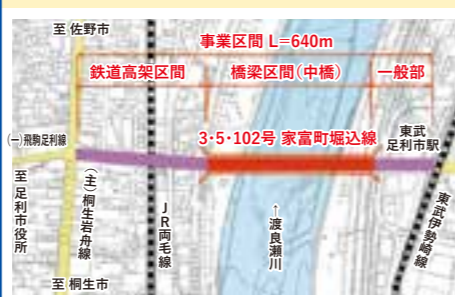 至 佐野市
事業区間 L=640m
鉄道高架区間
橋梁区間(中橋)
一般部
3・5・102号 家富町堀込線
東武
足利市駅
(一)飛駒足利線
至 足利市役所
(主)桐生岩舟線
JR両毛線
↑渡良瀬川
東武伊勢崎線
至 桐生市